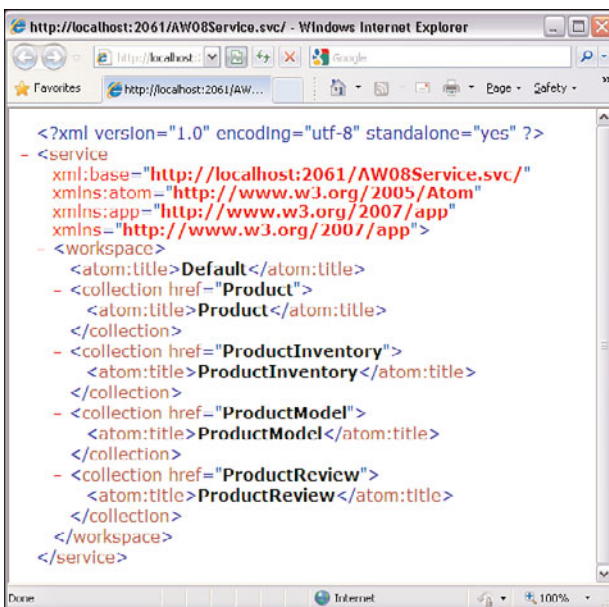 http://localhost:2061/AW08Service.svc/ - Windows Internet Explorer
http://localhost:
Google
Favorites
http://localhost:2061/AW...
Page
Safety
»
<?xml version="1.0" encoding="utf-8" standalone="yes" ?>
- <service
xml:base="http://localhost:2061/AW08Service.svc/"
xmlns:atom="http://www.w3.org/2005/Atom"
xmlns:app="http://www.w3.org/2007/app"
xmlns="http://www.w3.org/2007/app">
- <workspace>
<atom:title>Default</atom:title>
- <collection href="Product">
<atom:title>Product</atom:title>
</collection>
- <collection href="ProductInventory">
<atom:title>ProductInventory</atom:title>
</collection>
- <collection href="ProductModel">
<atom:title>ProductModel</atom:title>
</collection>
- <collection href="ProductReview">
<atom:title>ProductReview</atom:title>
</collection>
</workspace>
</service>
Done
Internet
100%